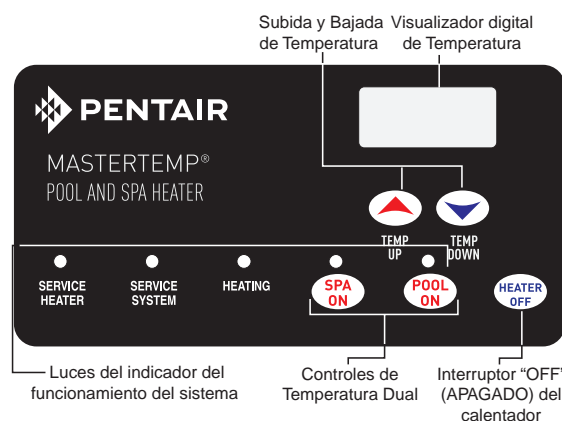 Subida y Bajada
de Temperatura
Visualizador digital
de Temperatura
PENTAIR
MASTERTEMP®
POOL AND SPA HEATER
TEMP
UP
TEMP
DOWN
SERVICE
HEATER
SERVICE
SYSTEM
HEATING
SPA
ON
POOL
ON
HEATER
OFF
Luces del indicador del
funcionamiento del sistema
Controles de
Temperatura Dual
Interruptor “OFF”
(APAGADO) del
calentador